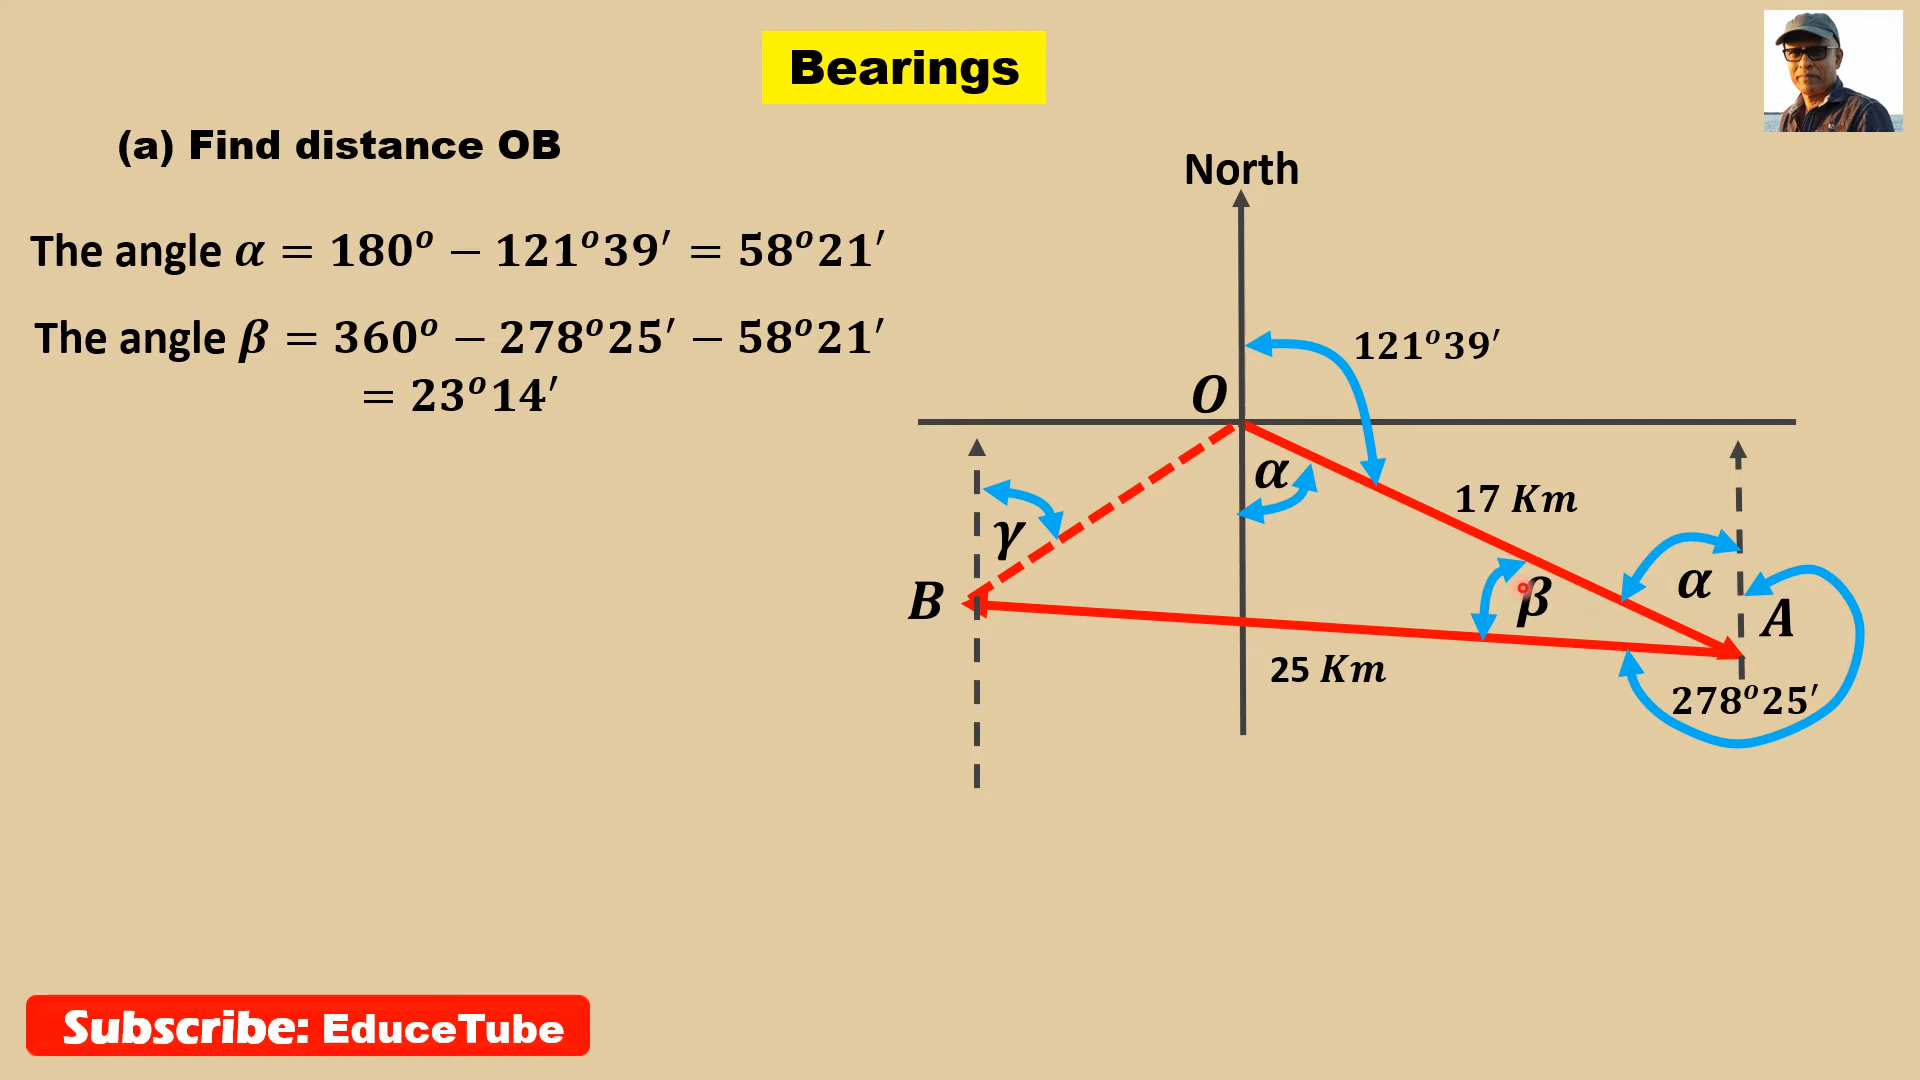 Bearings
(a) Find distance OB
The angle α = 180° − 121°39′ = 58°21′
The angle β = 360° − 278°25′ − 58°21′
= 23°14′
North
121°39′
O
α
17 Km
γ
B
β
α
A
25 Km
278°25′
Subscribe: EduceTube